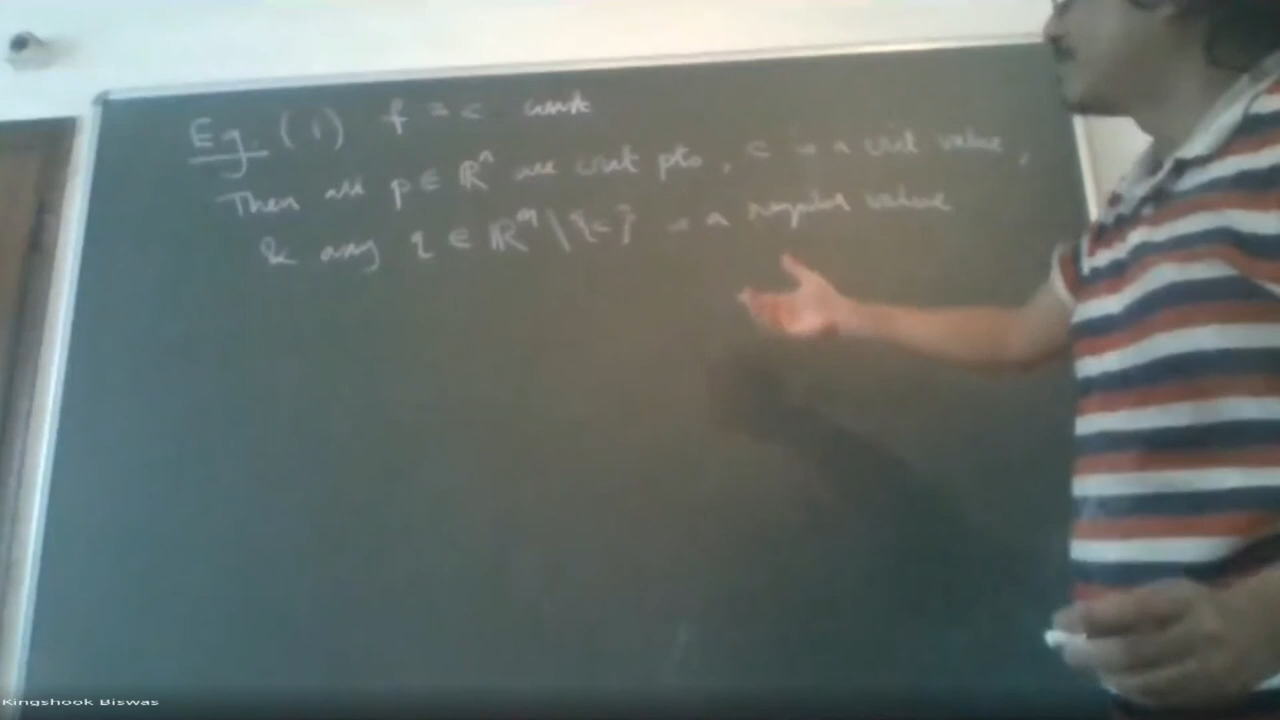 Eg. (1) f ≡ c const
Then all p ∈ ℝⁿ are crit pts, c is a crit value,
& any q ∈ ℝᵐ \ {c} is a regular value
Kingshook Biswas